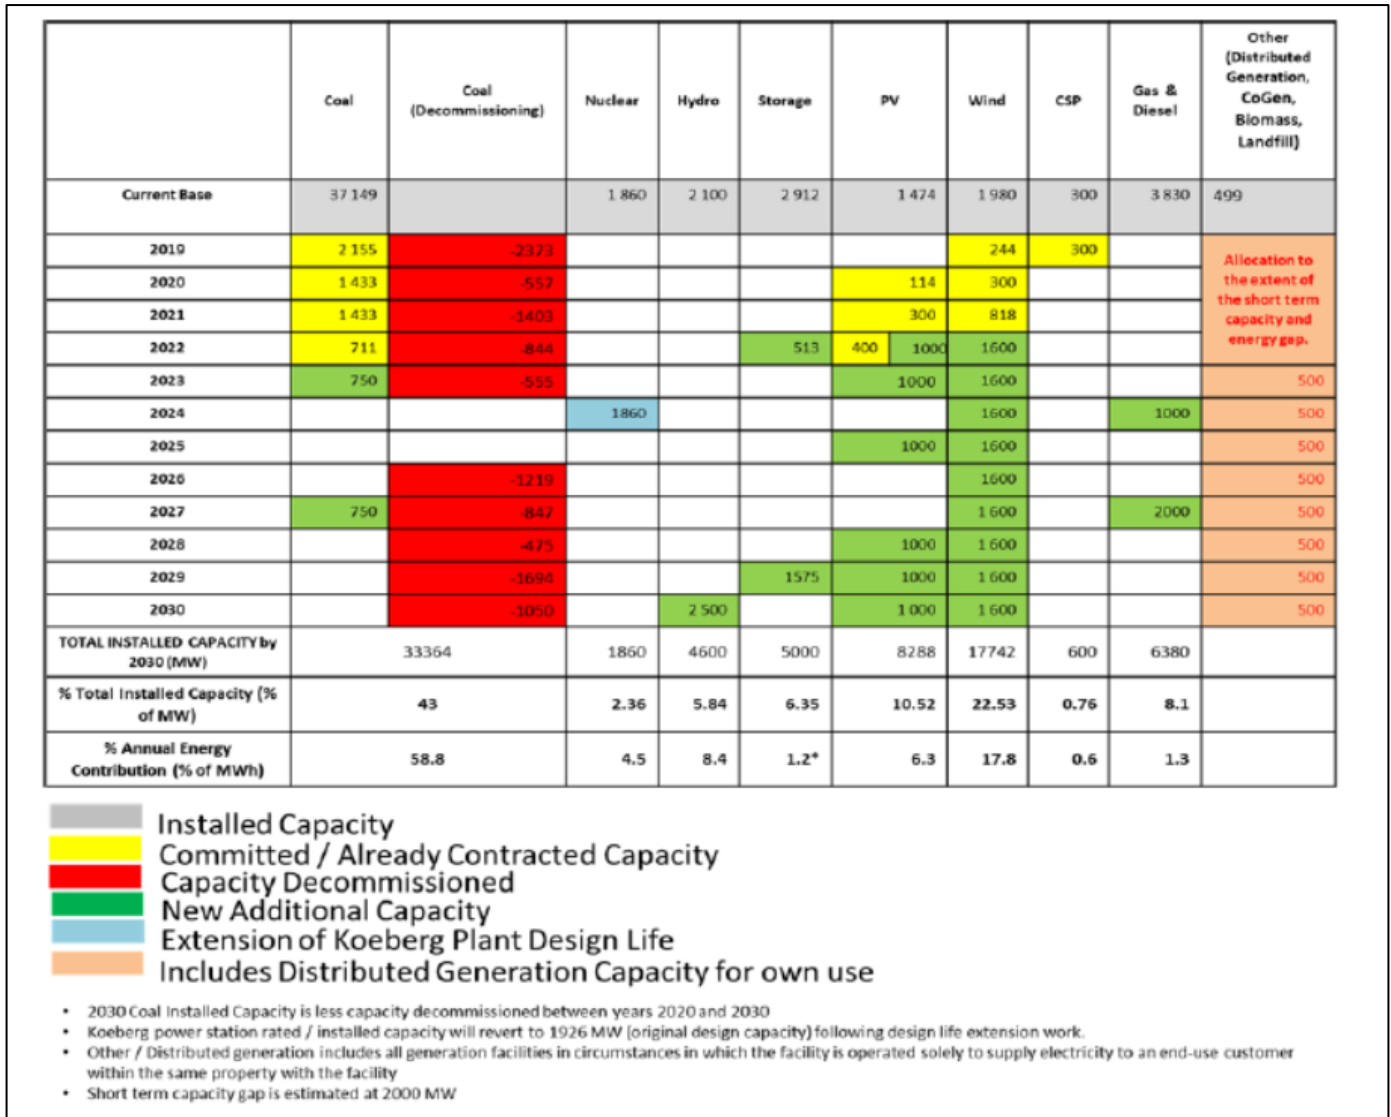 Coal Coal (Decommissioning) Nuclear Hydro Storage PV Wind CSP Gas & Diesel Other (Distributed Generation, CoGen, Biomass, Landfill)
Current Base 37 149 1 860 2 100 2 912 1 474 1 980 300 3 830 499
2019 2 155 -2373 244 300 Allocation to the extent of the short term capacity and energy gap.
2020 1 433 -557 114 300
2021 1 433 -1403 300 818
2022 711 -844 513 400 1000 1600
2023 750 -555 1000 1600 500
2024 1860 1600 1000 500
2025 1000 1600 500
2026 -1219 1600 500
2027 750 -847 1 600 2000 500
2028 -475 1000 1 600 500
2029 -1694 1575 1000 1 600 500
2030 -1050 2 500 1 000 1 600 500
TOTAL INSTALLED CAPACITY by 2030 (MW) 33364 1860 4600 5000 8288 17742 600 6380
% Total Installed Capacity (% of MW) 43 2.36 5.84 6.35 10.52 22.53 0.76 8.1
% Annual Energy Contribution (% of MWh) 58.8 4.5 8.4 1.2* 6.3 17.8 0.6 1.3
Installed Capacity
Committed / Already Contracted Capacity
Capacity Decommissioned
New Additional Capacity
Extension of Koeberg Plant Design Life
Includes Distributed Generation Capacity for own use
• 2030 Coal Installed Capacity is less capacity decommissioned between years 2020 and 2030
• Koeberg power station rated / installed capacity will revert to 1926 MW (original design capacity) following design life extension work.
• Other / Distributed generation includes all generation facilities in circumstances in which the facility is operated solely to supply electricity to an end-use customer
within the same property with the facility
• Short term capacity gap is estimated at 2000 MW